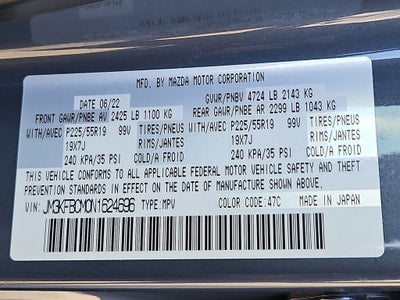 MFD. BY MAZDA MOTOR CORPORATION
DATE 06/22 GVWR/PNBV 4724 LB 2143 KG
FRONT GAWR/PNBE AV 2425 LB 1100 KG REAR GAWR/PNBE AR 2299 LB 1043 KG
WITH/AVEC P225/55R19 99V TIRES/PNEUS WITH/AVEC P225/55R19 99V TIRES/PNEUS
19X7J RIMS/JANTES 19X7J RIMS/JANTES
240 KPA/35 PSI COLD/A FROID 240 KPA/35 PSI COLD/A FROID
THIS VEHICLE CONFORMS TO ALL APPLICABLE FEDERAL MOTOR VEHICLE SAFETY AND THEFT
PREVENTION STANDARDS IN EFFECT ON THE DATE OF MANUFACTURE SHOWN ABOVE.
VIN: JM3KFBCM0N1624696 TYPE:MPV COLOR CODE:47C MADE IN JAPAN